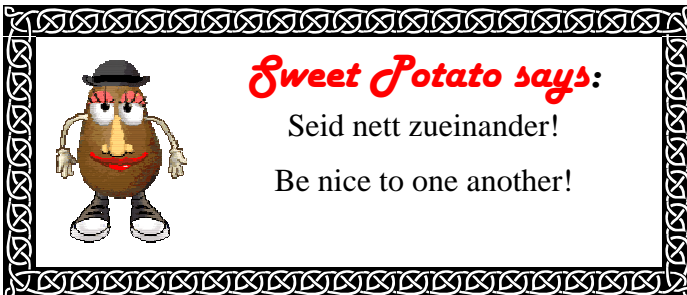 Sweet Potato says:
Seid nett zueinander!
Be nice to one another!